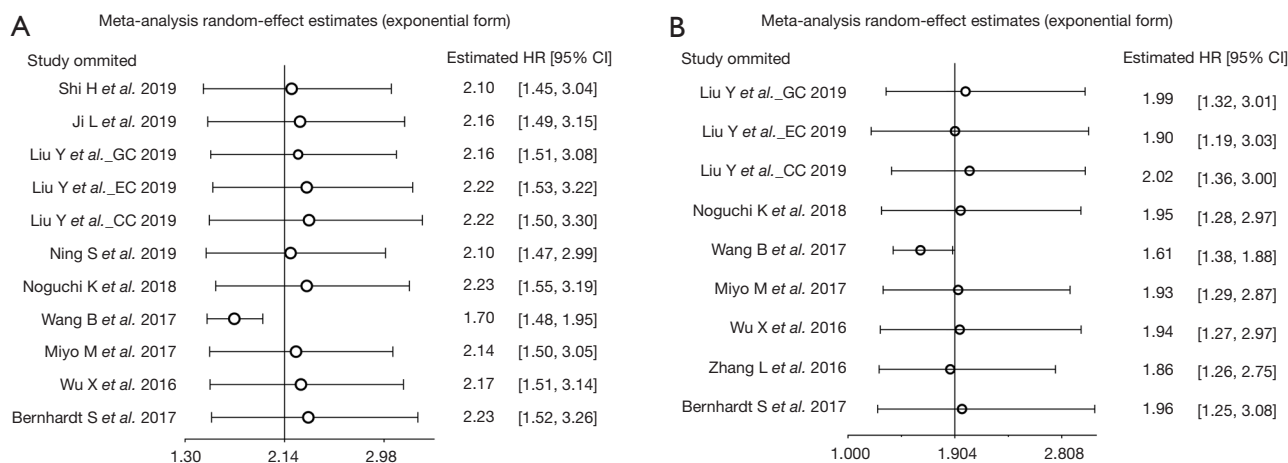 A
Meta-analysis random-effect estimates (exponential form)
Study ommited Estimated HR [95% CI]
Shi H et al. 2019 2.10 [1.45, 3.04]
Ji L et al. 2019 2.16 [1.49, 3.15]
Liu Y et al._GC 2019 2.16 [1.51, 3.08]
Liu Y et al._EC 2019 2.22 [1.53, 3.22]
Liu Y et al._CC 2019 2.22 [1.50, 3.30]
Ning S et al. 2019 2.10 [1.47, 2.99]
Noguchi K et al. 2018 2.23 [1.55, 3.19]
Wang B et al. 2017 1.70 [1.48, 1.95]
Miyo M et al. 2017 2.14 [1.50, 3.05]
Wu X et al. 2016 2.17 [1.51, 3.14]
Bernhardt S et al. 2017 2.23 [1.52, 3.26]
1.30 2.14 2.98
B
Meta-analysis random-effect estimates (exponential form)
Study ommited Estimated HR [95% CI]
Liu Y et al._GC 2019 1.99 [1.32, 3.01]
Liu Y et al._EC 2019 1.90 [1.19, 3.03]
Liu Y et al._CC 2019 2.02 [1.36, 3.00]
Noguchi K et al. 2018 1.95 [1.28, 2.97]
Wang B et al. 2017 1.61 [1.38, 1.88]
Miyo M et al. 2017 1.93 [1.29, 2.87]
Wu X et al. 2016 1.94 [1.27, 2.97]
Zhang L et al. 2016 1.86 [1.26, 2.75]
Bernhardt S et al. 2017 1.96 [1.25, 3.08]
1.000 1.904 2.808